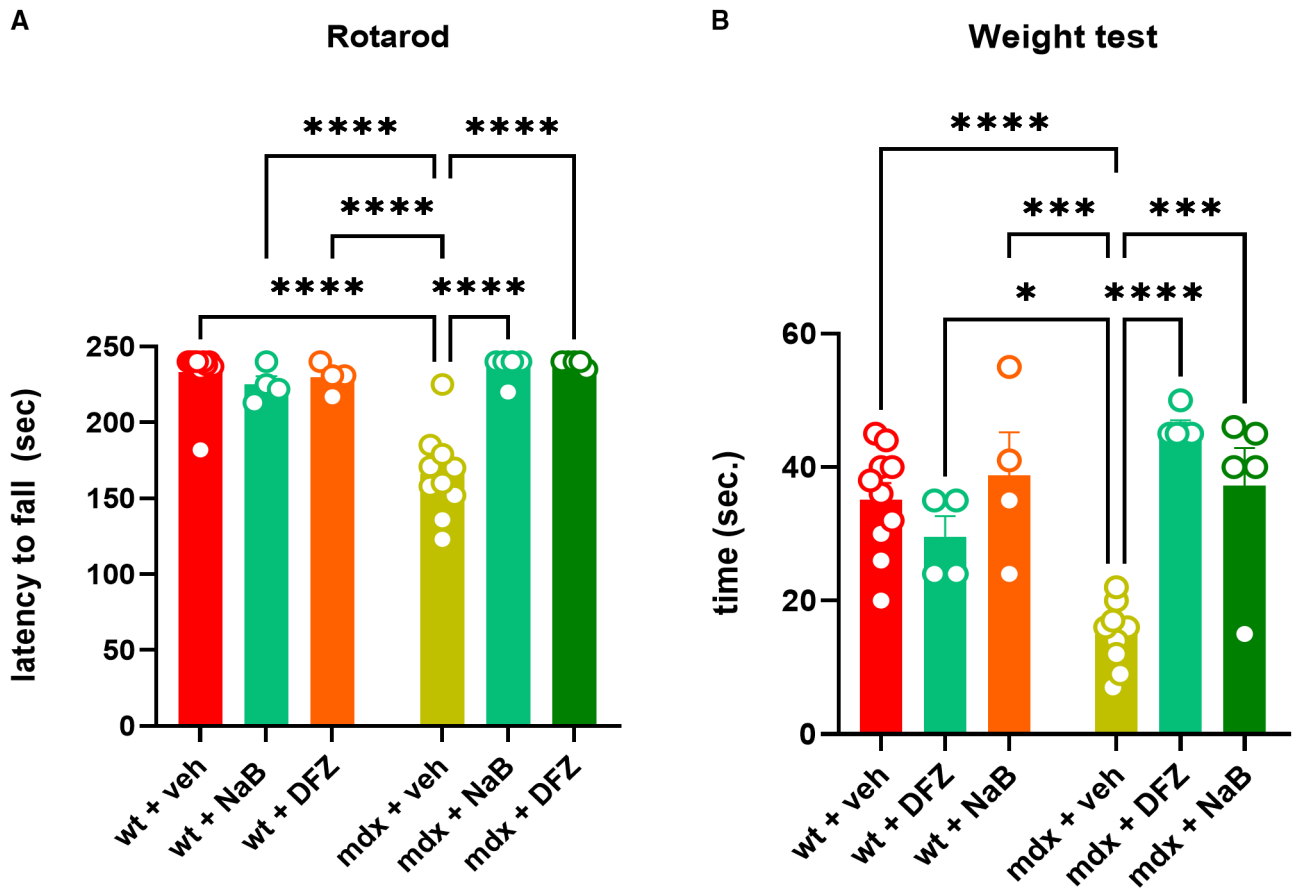 A
Rotarod
**** ****
****
**** ****
latency to fall (sec)
250
200
150
100
50
0
wt + veh
wt + NaB
wt + DFZ
mdx + veh
mdx + NaB
mdx + DFZ
B
Weight test
****
*** ***
* ****
time (sec.)
60
40
20
0
wt + veh
wt + DFZ
wt + NaB
mdx + veh
mdx + DFZ
mdx + NaB